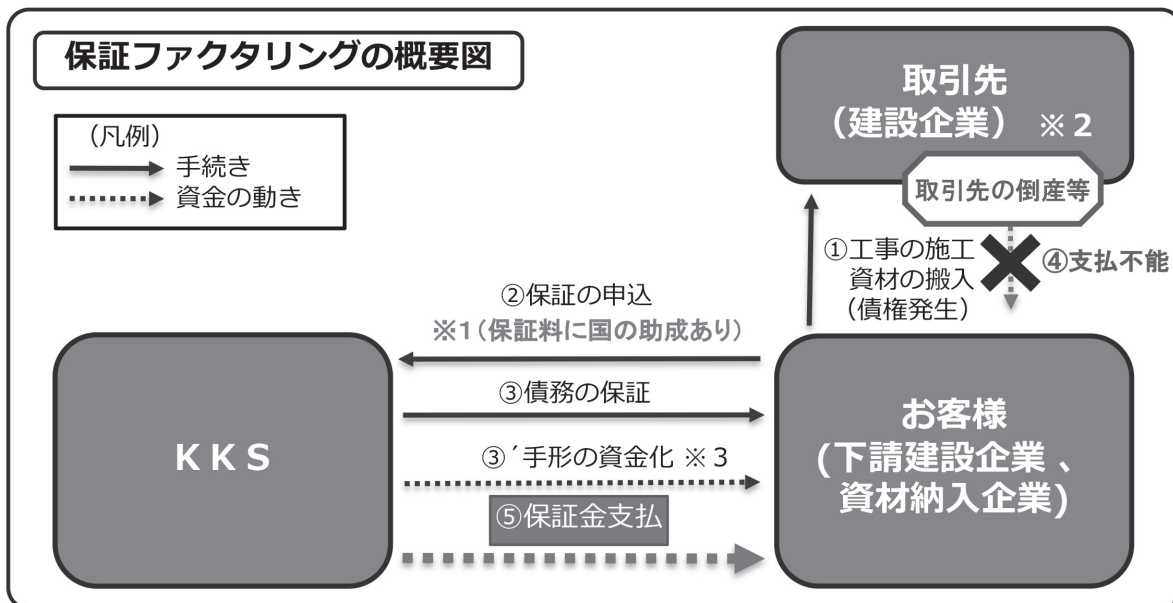 保証ファクタリングの概要図
(凡例)
手続き
資金の動き
取引先
(建設企業) ※2
取引先の倒産等
①工事の施工
資材の搬入
(債権発生)
④支払不能
②保証の申込
※1(保証料に国の助成あり)
③債務の保証
③´手形の資金化 ※3
⑤保証金支払
KKS
お客様
(下請建設企業、
資材納入企業)